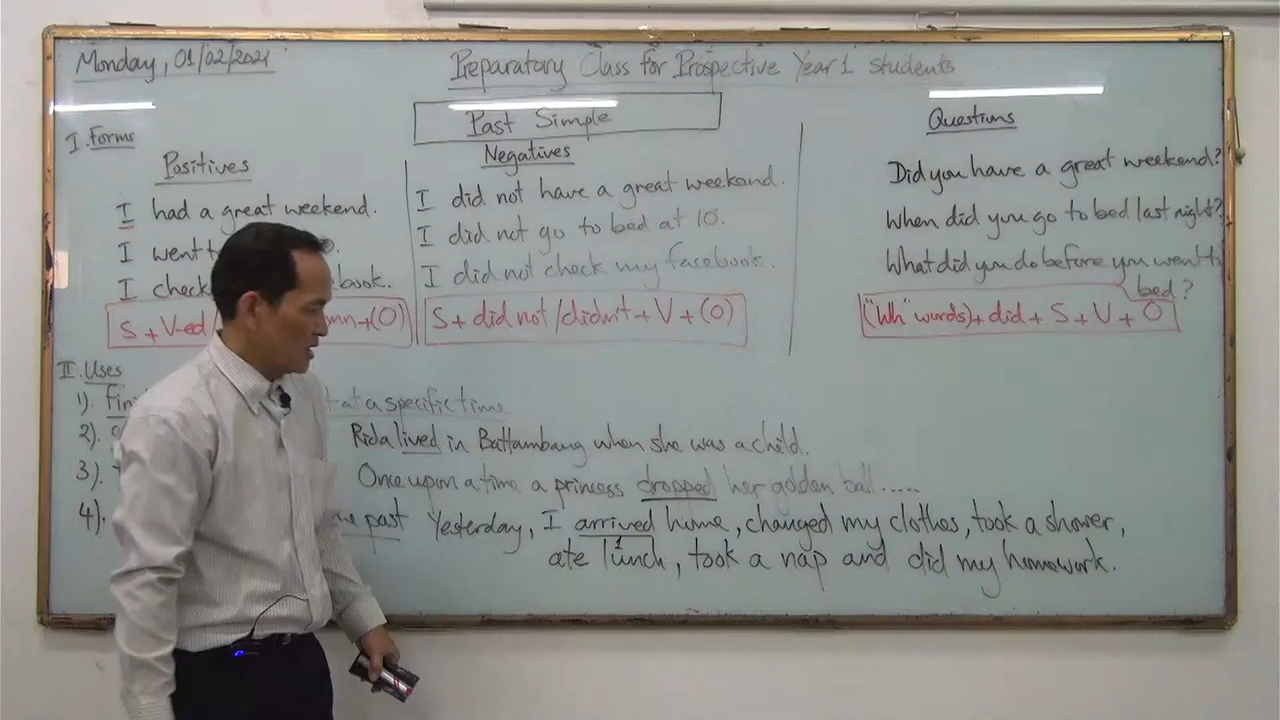 Monday, 01/02/2021
Preparatory Class for Prospective Year 1 students
Past Simple
I. Forms
Positives
I had a great weekend.
I went
I check book.
S + V-ed +(O)
Negatives
I did not have a great weekend.
I did not go to bed at 10.
I did not check my facebook.
S + did not / didn't + V + (O)
Questions
Did you have a great weekend?
When did you go to bed last night?
What did you do before you went to
bed?
("Wh" words) + did + S + V + O
II. Uses
1). at a specific time
2). Rida lived in Battambang when she was a child.
3). Once upon a time a princess dropped her golden ball.....
4). past Yesterday, I arrived home, changed my clothes, took a shower,
ate lunch, took a nap and did my homework.